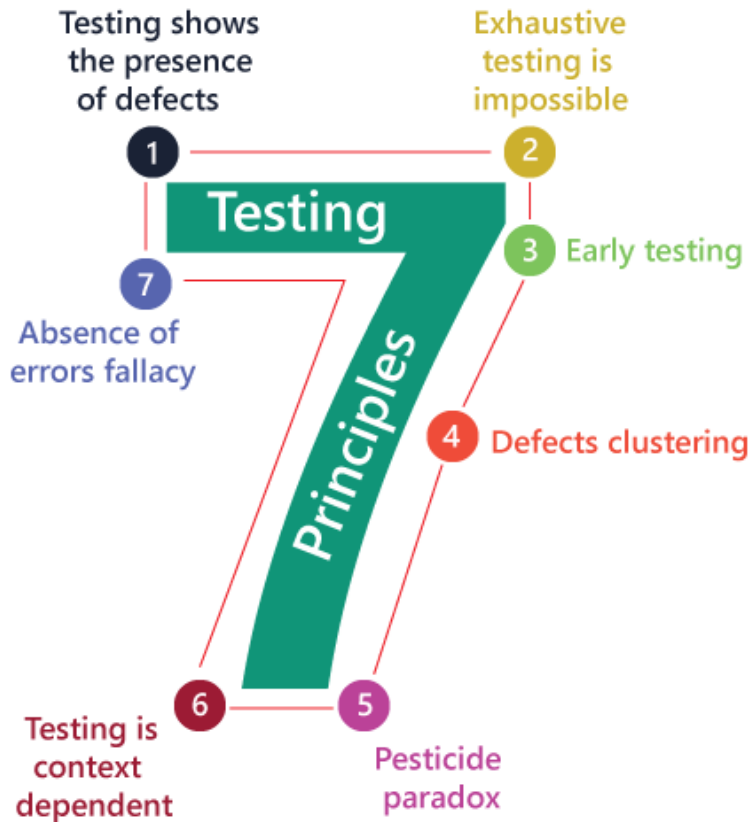 Testing shows
the presence
of defects
1
Exhaustive
testing is
impossible
2
Testing
Principles
3
Early testing
4
Defects clustering
5
Pesticide
paradox
6
Testing is
context
dependent
7
Absence of
errors fallacy